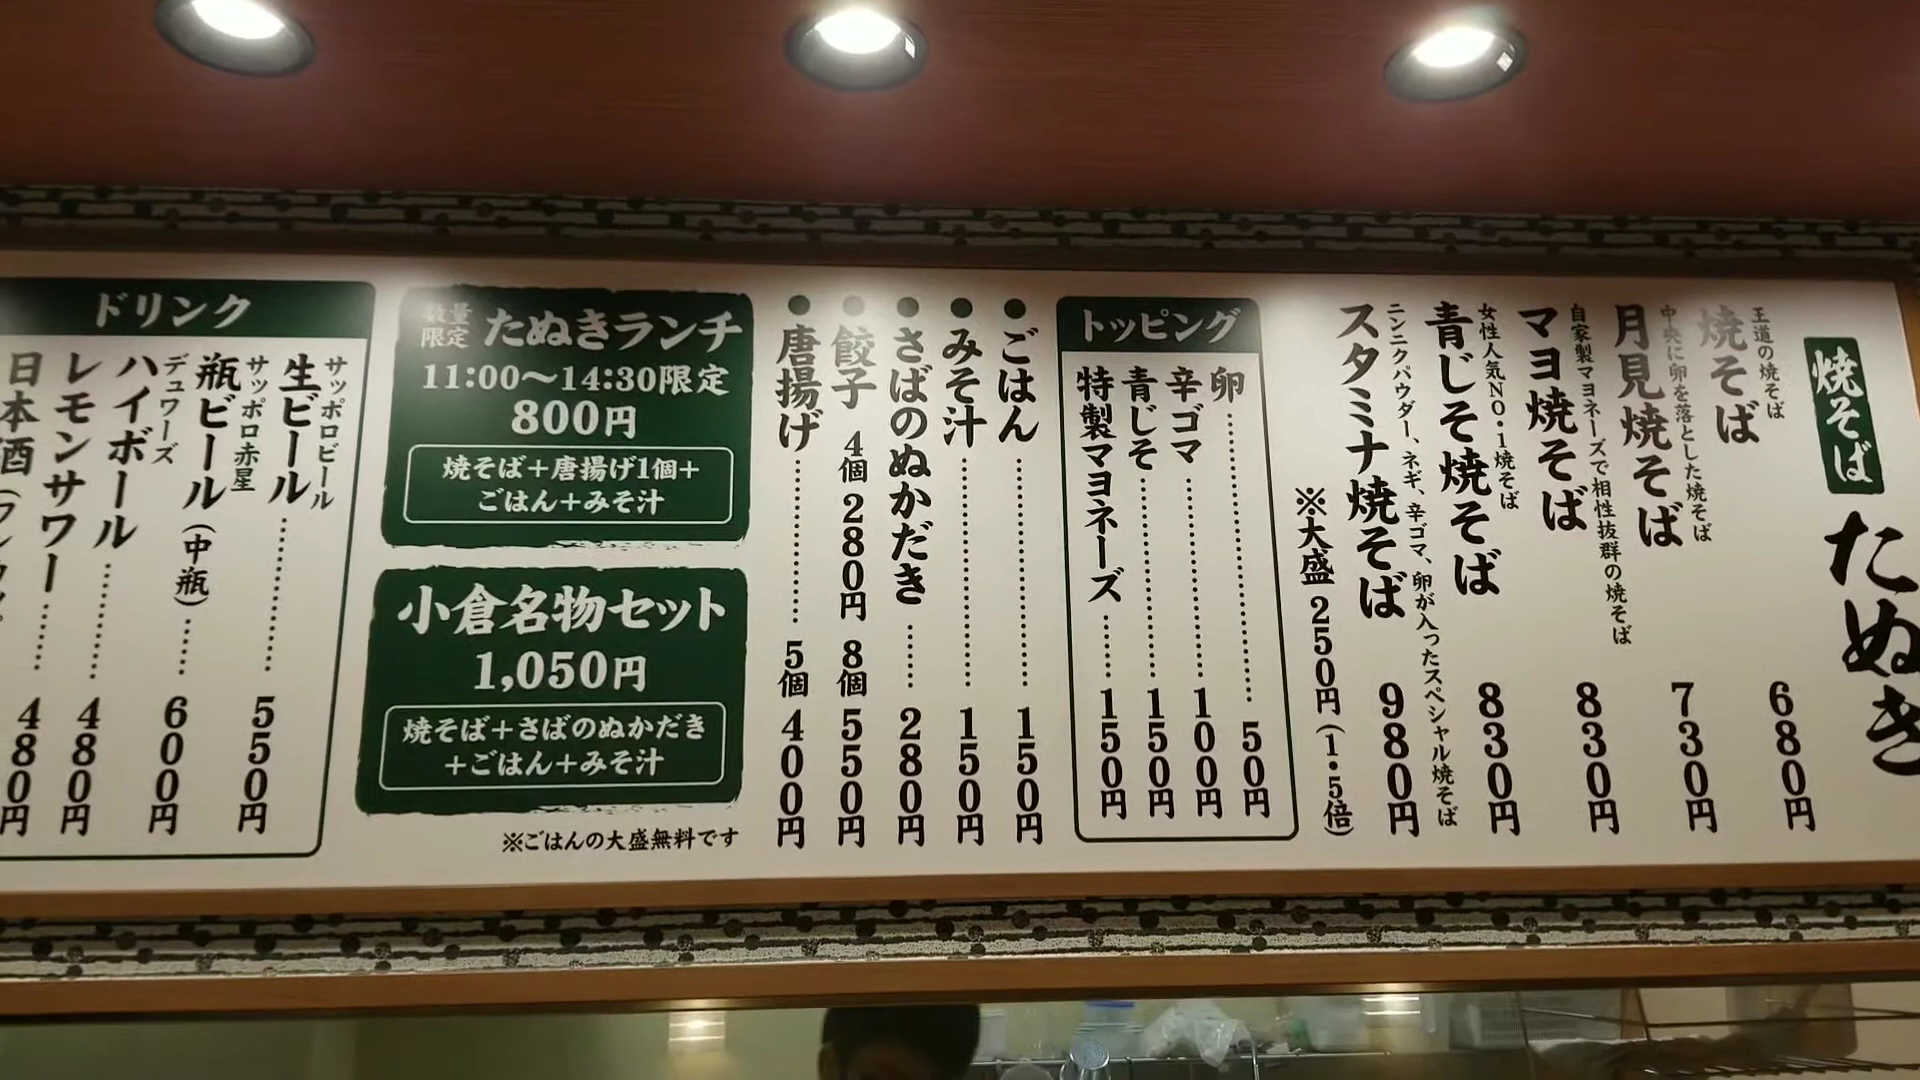 焼そば
たぬき
王道の焼そば
焼そば 680円
中央に卵を落とした焼そば
月見焼そば 730円
自家製マヨネーズで相性抜群の焼そば
マヨ焼そば 830円
女性人気NO・1焼そば
青じそ焼そば 830円
ニンニクパウダー、ネギ、辛ゴマ、卵が入ったスペシャル焼そば
スタミナ焼そば 980円
※大盛 250円(1・5倍)
トッピング
卵 50円
辛ゴマ 100円
青じそ 150円
特製マヨネーズ 150円
●ごはん 150円
●みそ汁 150円
●さばのぬかだき 280円
●餃子 4個 280円 8個 550円
●唐揚げ 5個 400円
数量限定 たぬきランチ
11:00〜14:30限定
800円
焼そば+唐揚げ1個+
ごはん+みそ汁
小倉名物セット
1,050円
焼そば+さばのぬかだき
+ごはん+みそ汁
※ごはんの大盛無料です
ドリンク
サッポロビール
生ビール 550円
サッポロ赤星
瓶ビール(中瓶) 600円
デュワーズ
ハイボール 480円
レモンサワー 480円
日本酒